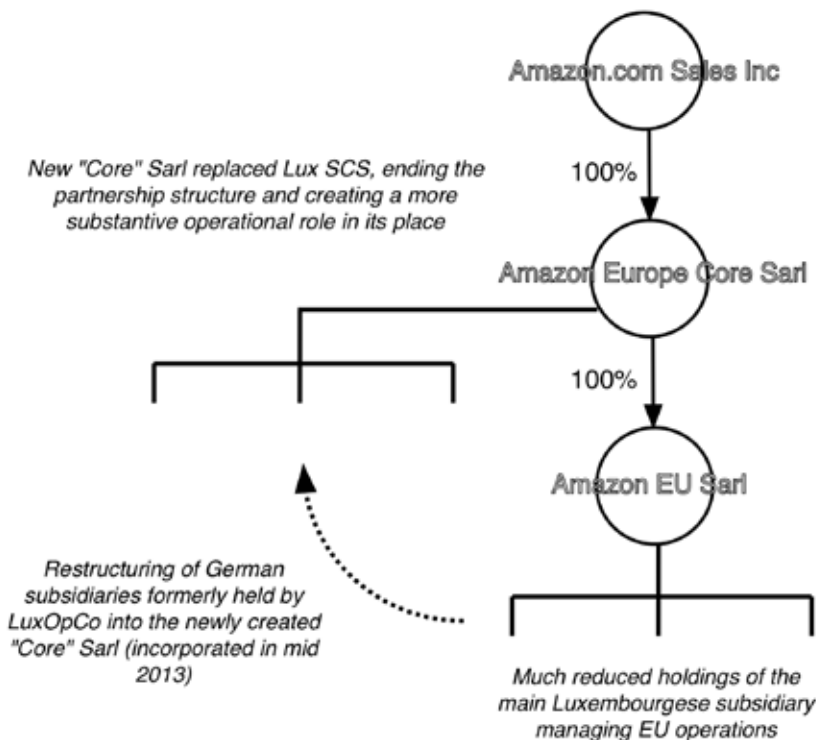 Amazon.com Sales Inc
100%
New "Core" Sarl replaced Lux SCS, ending the
partnership structure and creating a more
substantive operational role in its place
Amazon Europe Core Sarl
100%
Amazon EU Sarl
Restructuring of German
subsidiaries formerly held by
LuxOpCo into the newly created
"Core" Sarl (incorporated in mid
2013)
Much reduced holdings of the
main Luxembourgese subsidiary
managing EU operations